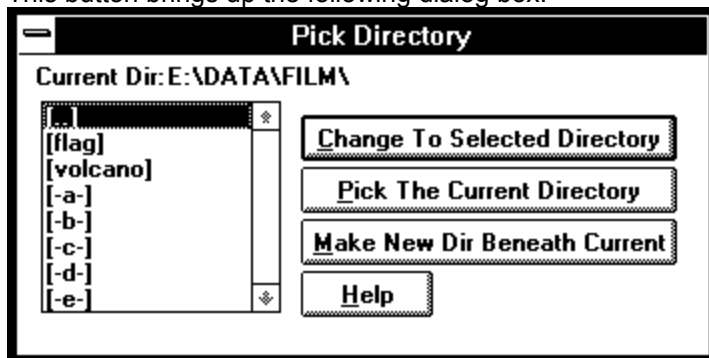 This button brings up the following dialog box:
Pick Directory
Current Dir:E:\DATA\FILM\
[..]
[flag]
[volcano]
[-a-]
[-b-]
[-c-]
[-d-]
[-e-]
Change To Selected Directory
Pick The Current Directory
Make New Dir Beneath Current
Help